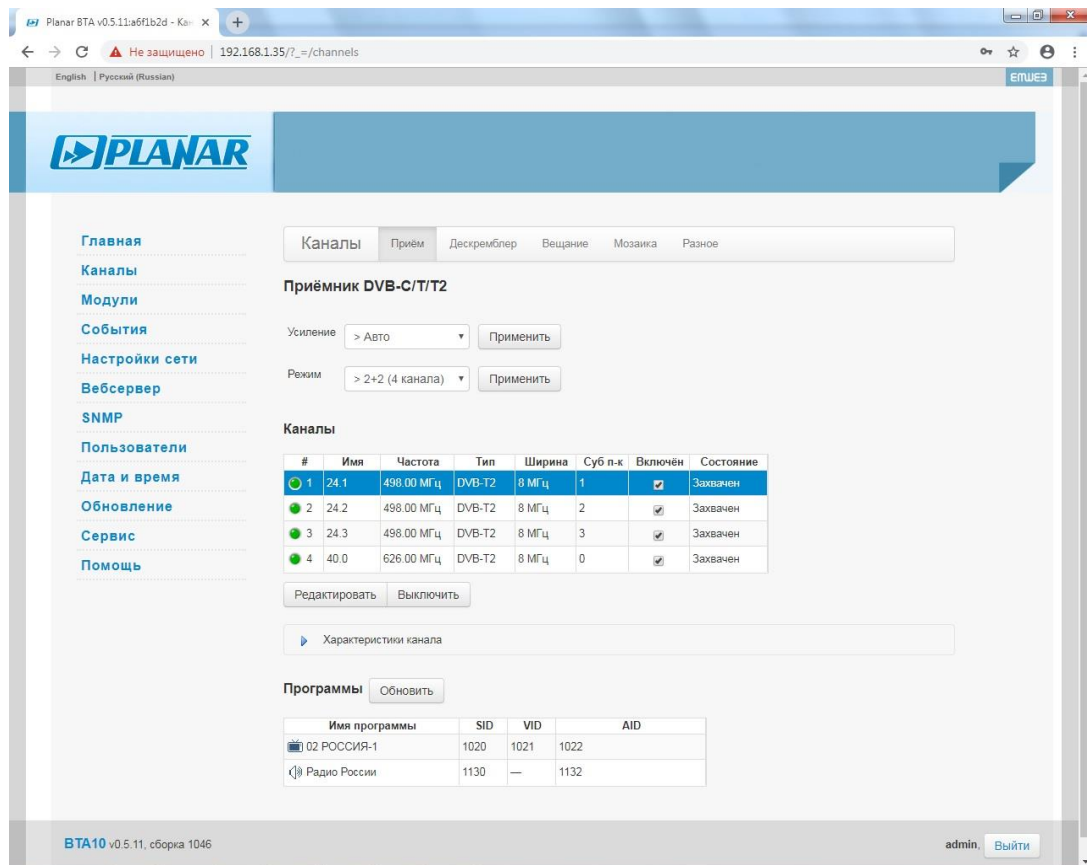 Planar BTA v0.5.11:a6f1b2d - Ка
Не защищено 192.168.1.35/?_=/channels
English Русский (Russian) EMWEB
PLANAR
Главная
Каналы
Модули
События
Настройки сети
Вебсервер
SNMP
Пользователи
Дата и время
Обновление
Сервис
Помощь
Каналы Приём Дескремблер Вещание Мозаика Разное
Приёмник DVB-C/T/T2
Усиление > Авто Применить
Режим > 2+2 (4 канала) Применить
Каналы
# Имя Частота Тип Ширина Суб п-к Включён Состояние
1 24.1 498.00 МГц DVB-T2 8 МГц 1 Захвачен
2 24.2 498.00 МГц DVB-T2 8 МГц 2 Захвачен
3 24.3 498.00 МГц DVB-T2 8 МГц 3 Захвачен
4 40.0 626.00 МГц DVB-T2 8 МГц 0 Захвачен
Редактировать Выключить
Характеристики канала
Программы Обновить
Имя программы SID VID AID
02 РОССИЯ-1 1020 1021 1022
Радио России 1130 — 1132
BTA10 v0.5.11, сборка 1046 admin, Выйти